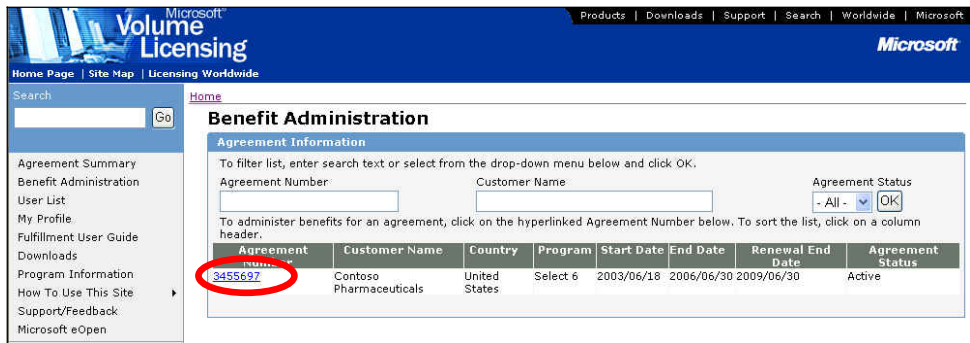 Microsoft
Volume
Licensing
Products | Downloads | Support | Search | Worldwide | Microsoft
Microsoft
Home Page | Site Map | Licensing Worldwide
Search
Go
Agreement Summary
Benefit Administration
User List
My Profile
Fulfillment User Guide
Downloads
Program Information
How To Use This Site
Support/Feedback
Microsoft eOpen
Home
Benefit Administration
Agreement Information
To filter list, enter search text or select from the drop-down menu below and click OK.
Agreement Number Customer Name Agreement Status
- All - OK
To administer benefits for an agreement, click on the hyperlinked Agreement Number below. To sort the list, click on a column
header.
Agreement Customer Name Country Program Start Date End Date Renewal End Agreement
Number Date Status
3455697 Contoso United Select 6 2003/06/18 2006/06/30 2009/06/30 Active
Pharmaceuticals States